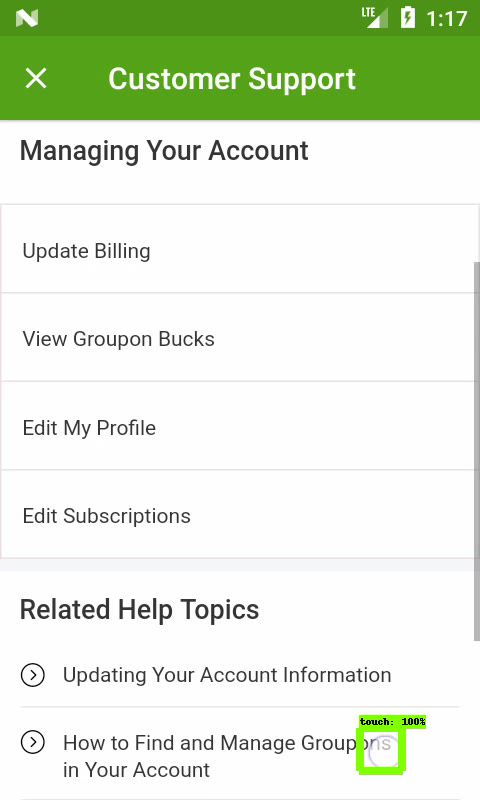 LTE 1:17
Customer Support
Managing Your Account
Update Billing
View Groupon Bucks
Edit My Profile
Edit Subscriptions
Related Help Topics
Updating Your Account Information
touch: 100%
How to Find and Manage Groupons
in Your Account